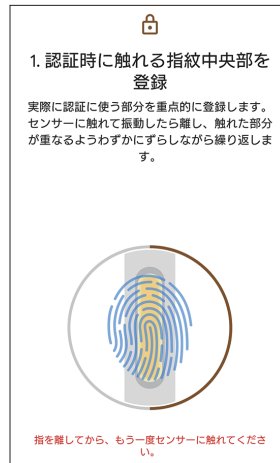 1. 認証時に触れる指紋中央部を
登録
実際に認証に使う部分を重点的に登録します。
センサーに触れて振動したら離し、触れた部分
が重なるようわずかにずらしながら繰り返しま
す。
指を離してから、もう一度センサーに触れてくださ
い。